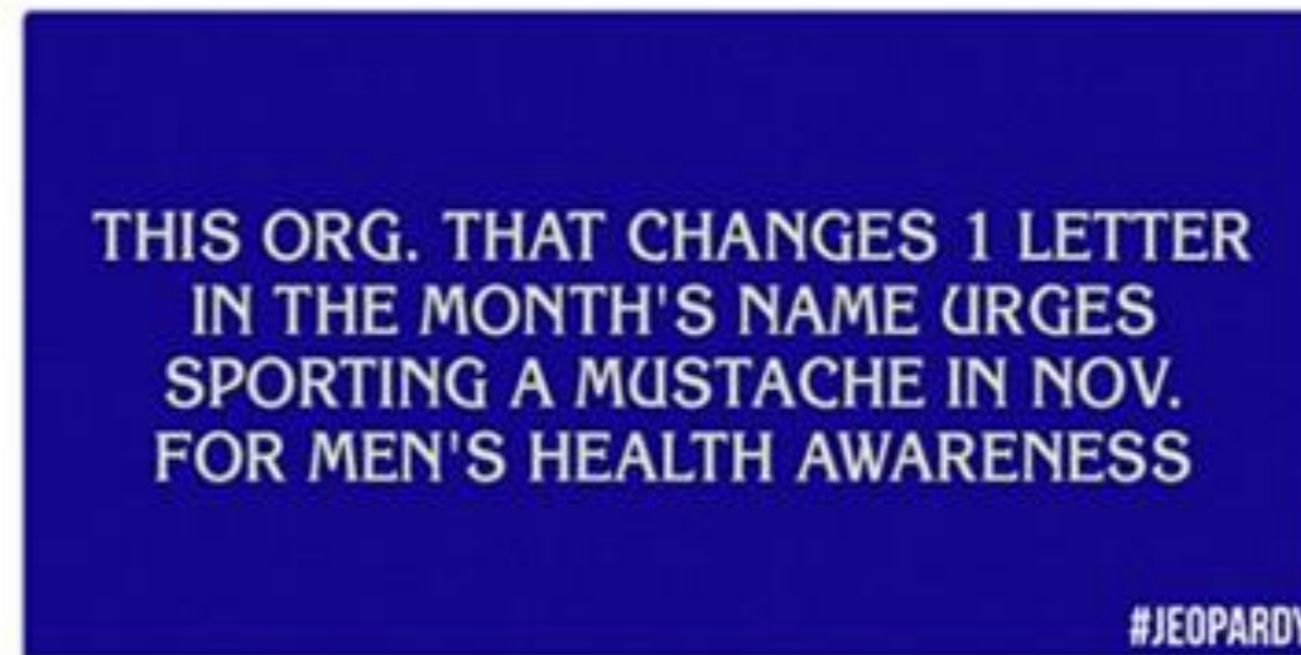 THIS ORG. THAT CHANGES 1 LETTER
IN THE MONTH'S NAME URGES
SPORTING A MUSTACHE IN NOV.
FOR MEN'S HEALTH AWARENESS
#JEOPARDY